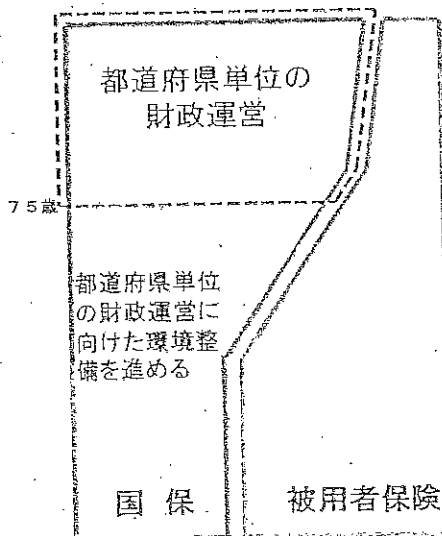 都道府県単位の
財政運営
75歳
都道府県単位
の財政運営に
向けた環境整
備を進める
国保
被用者保険